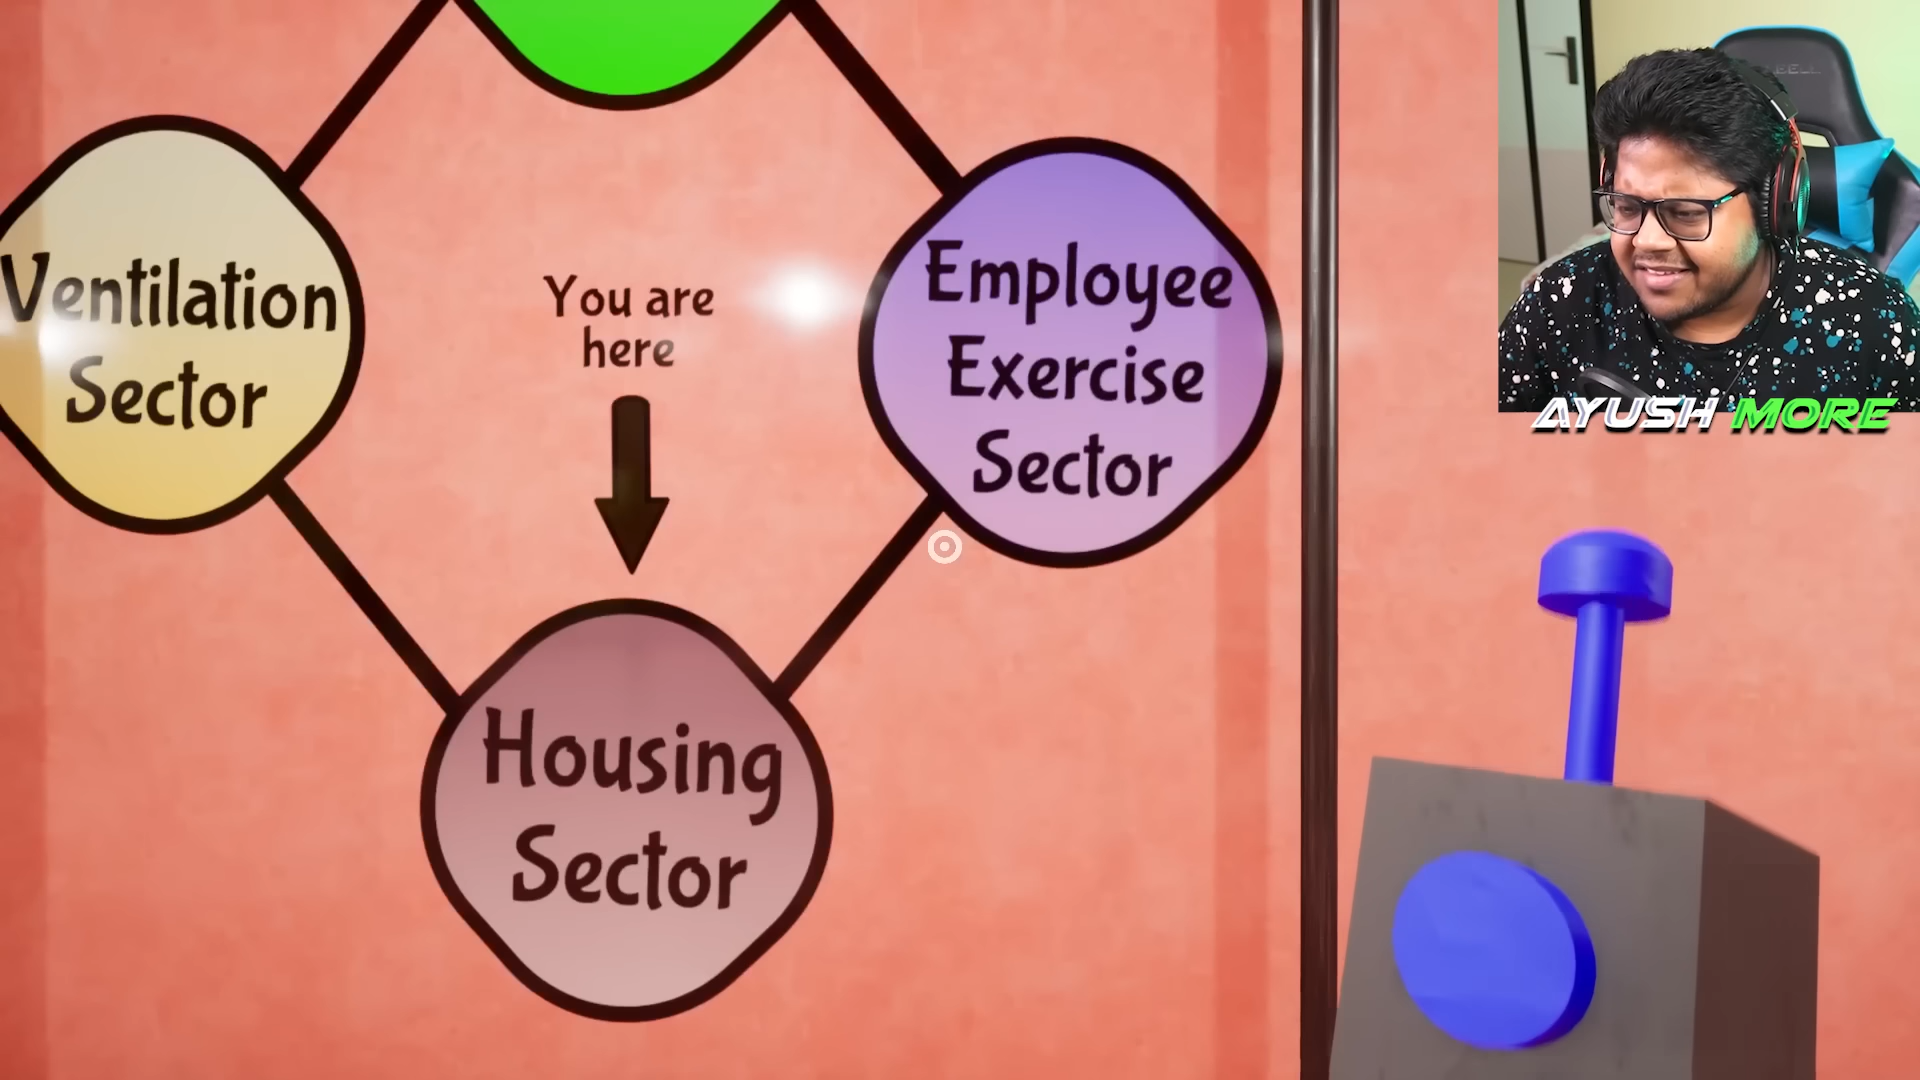 Ventilation
Sector
You are
here
Employee
Exercise
Sector
Housing
Sector
AYUSH MORE